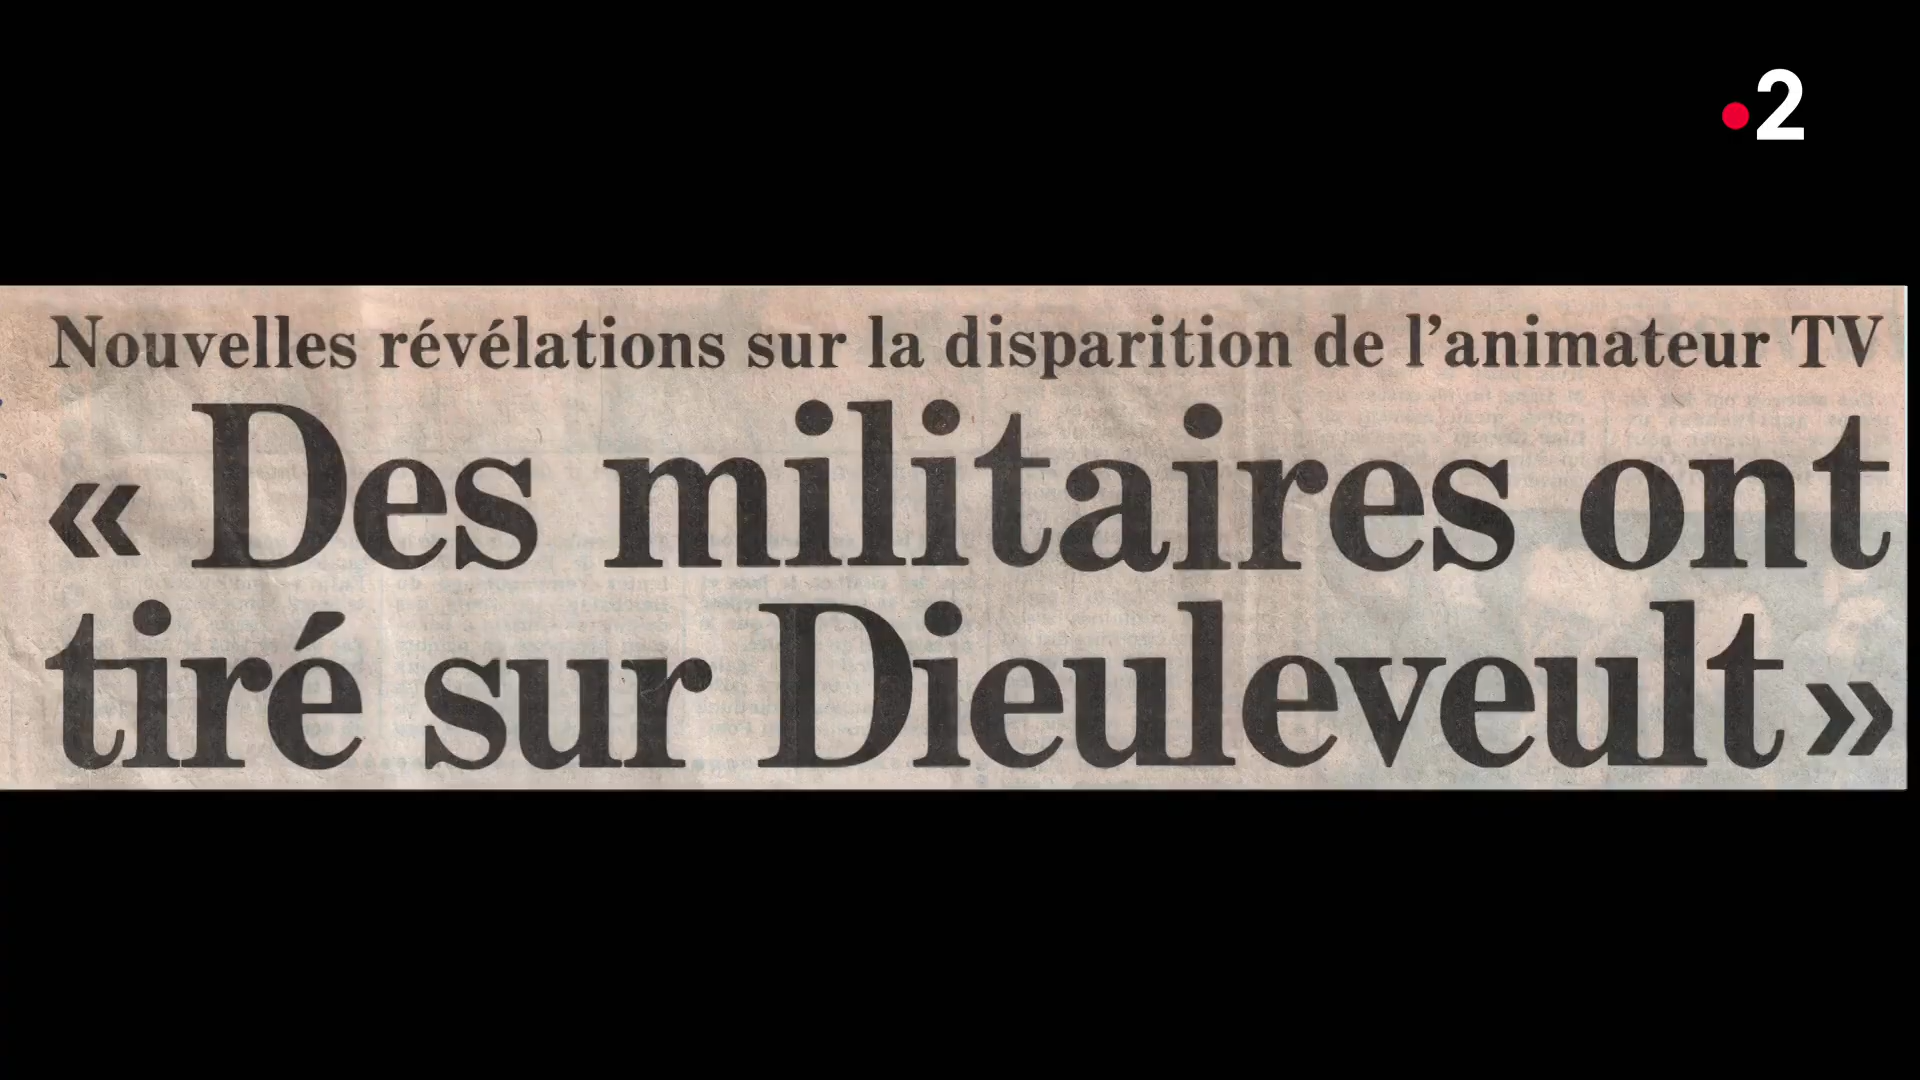 2
Nouvelles révélations sur la disparition de l'animateur TV
« Des militaires ont
tiré sur Dieuleveult »